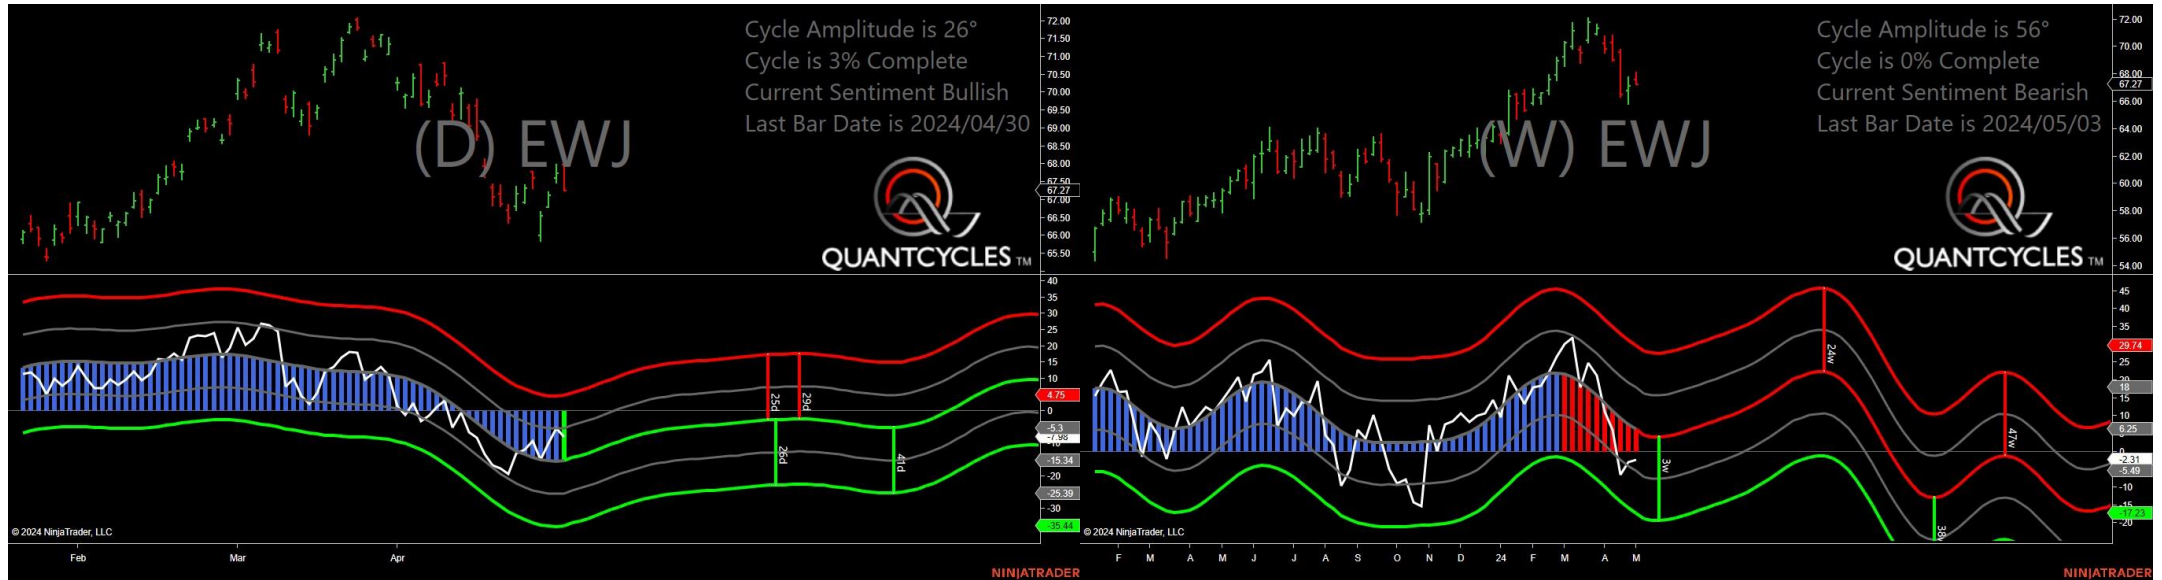 Cycle Amplitude is 26°
Cycle is 3% Complete
Current Sentiment Bullish
Last Bar Date is 2024/04/30
(D) EWJ
QUANTCYCLES TM
72.00
71.50
71.00
70.50
70.00
69.50
69.00
68.50
68.00
67.50
67.27
67.00
66.50
66.00
65.50
40
35
30
25
20
15
10
4.75
0
-5.3
-7.98
-15.34
-20
-25.39
-30
-35.44
25d
29d
26d
41d
© 2024 NinjaTrader, LLC
Feb Mar Apr
NINJATRADER
Cycle Amplitude is 56°
Cycle is 0% Complete
Current Sentiment Bearish
Last Bar Date is 2024/05/03
(W) EWJ
QUANTCYCLES TM
72.00
70.00
68.00
67.27
66.00
64.00
62.00
60.00
58.00
56.00
54.00
45
40
35
29.74
25
18
15
10
6.25
0
-2.31
-5.49
-10
-15
-17.23
-20
24w
47w
3w
© 2024 NinjaTrader, LLC
F M A M J J A S O N D 24 F M A M
NINJATRADER